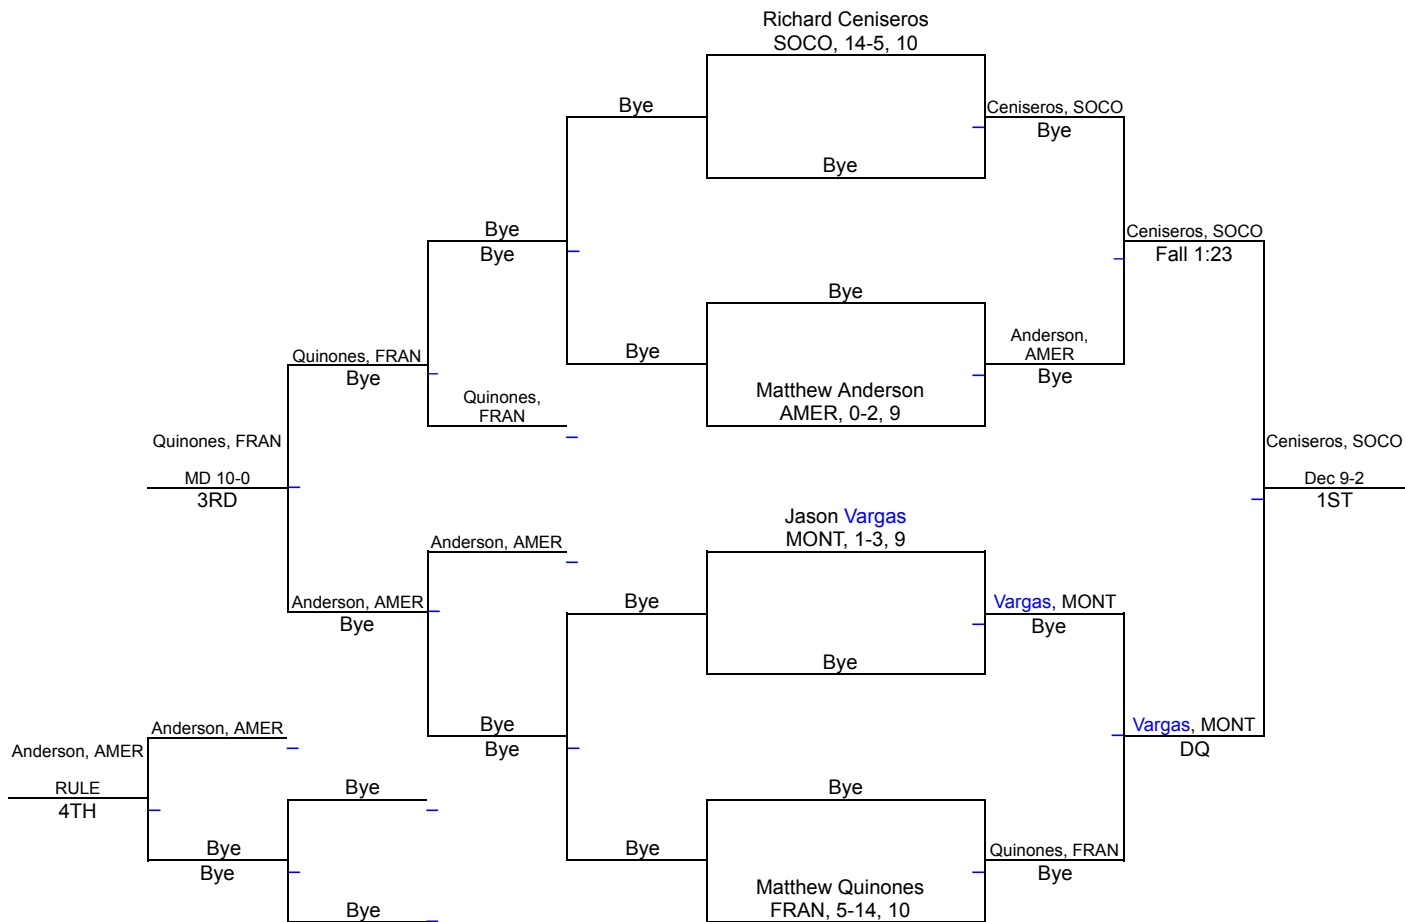 Richard Ceniseros
SOCO, 14-5, 10
Bye
Ceniseros, SOCO
Bye
Bye
Bye
Bye
Ceniseros, SOCO
Fall 1:23
Bye
Quinones, FRAN
Bye
Bye
Anderson,
AMER
Bye
Quinones,
FRAN
Matthew Anderson
AMER, 0-2, 9
Quinones, FRAN
MD 10-0
3RD
Ceniseros, SOCO
Dec 9-2
1ST
Jason Vargas
MONT, 1-3, 9
Anderson, AMER
Anderson, AMER
Bye
Bye
Vargas, MONT
Bye
Bye
Bye
Bye
Vargas, MONT
DQ
Anderson, AMER
Anderson, AMER
RULE
4TH
Bye
Bye
Bye
Bye
Bye
Quinones, FRAN
Bye
Matthew Quinones
FRAN, 5-14, 10
Bye